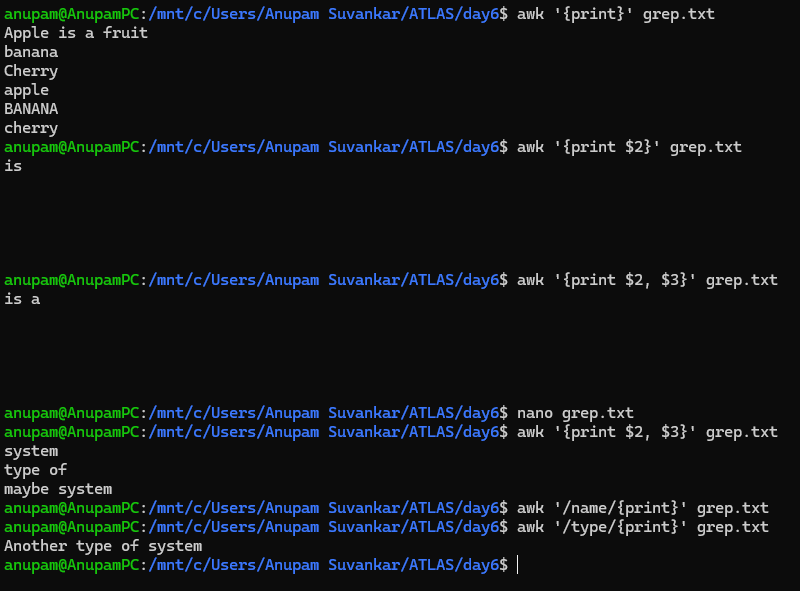 anupam@AnupamPC:/mnt/c/Users/Anupam Suvankar/ATLAS/day6$ awk '{print}' grep.txt
Apple is a fruit
banana
Cherry
apple
BANANA
cherry
anupam@AnupamPC:/mnt/c/Users/Anupam Suvankar/ATLAS/day6$ awk '{print $2}' grep.txt
is
anupam@AnupamPC:/mnt/c/Users/Anupam Suvankar/ATLAS/day6$ awk '{print $2, $3}' grep.txt
is a
anupam@AnupamPC:/mnt/c/Users/Anupam Suvankar/ATLAS/day6$ nano grep.txt
anupam@AnupamPC:/mnt/c/Users/Anupam Suvankar/ATLAS/day6$ awk '{print $2, $3}' grep.txt
system
type of
maybe system
anupam@AnupamPC:/mnt/c/Users/Anupam Suvankar/ATLAS/day6$ awk '/name/{print}' grep.txt
anupam@AnupamPC:/mnt/c/Users/Anupam Suvankar/ATLAS/day6$ awk '/type/{print}' grep.txt
Another type of system
anupam@AnupamPC:/mnt/c/Users/Anupam Suvankar/ATLAS/day6$